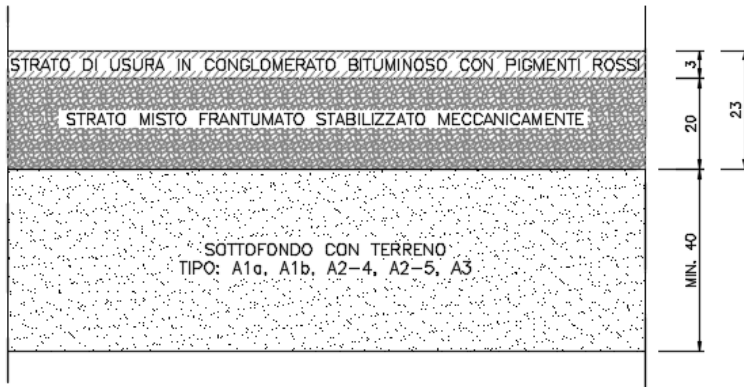 STRATO DI USURA IN CONGLOMERATO BITUMINOSO CON PIGMENTI ROSSI
3
STRATO MISTO FRANTUMATO STABILIZZATO MECCANICAMENTE
20
23
SOTTOFONDO CON TERRENO
TIPO: A1a, A1b, A2-4, A2-5, A3
MIN. 40